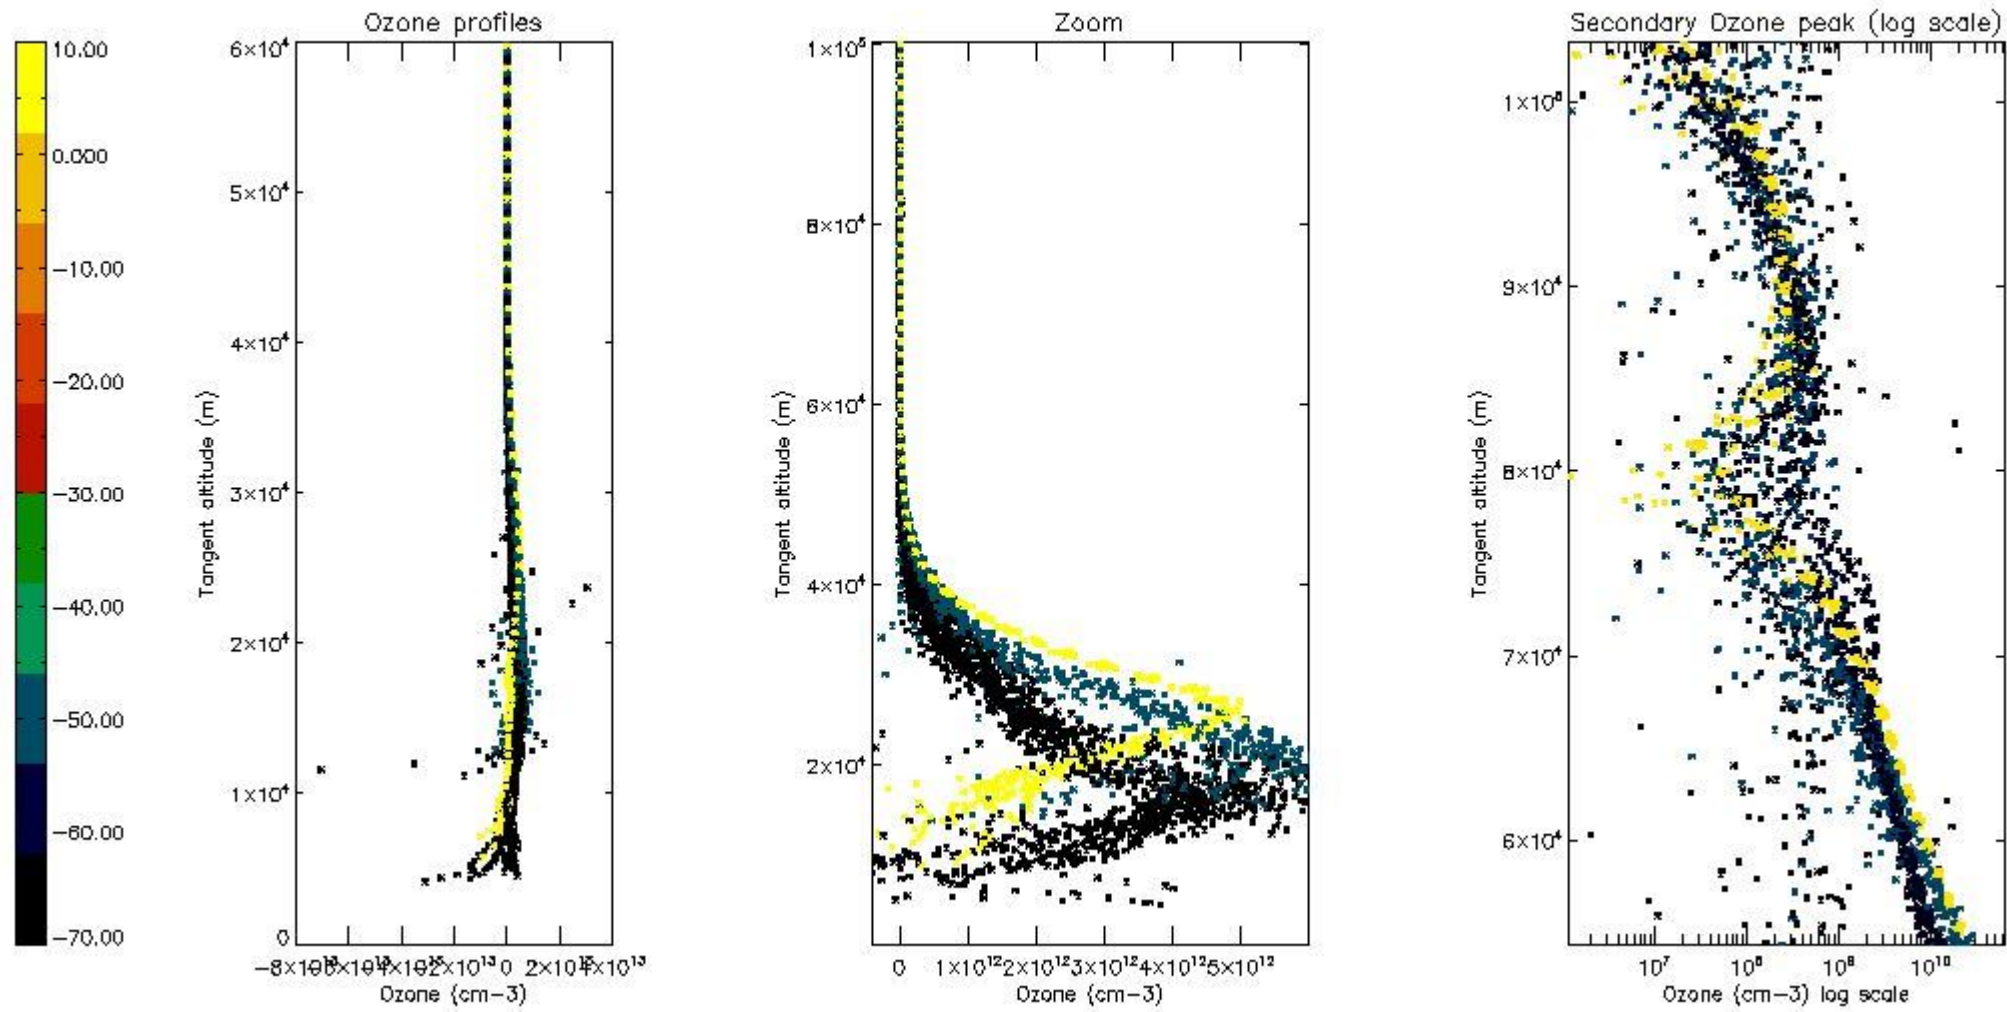 Ozone profiles
Zoom
Secondary Ozone peak (log scale)
10.00
0.000
−10.00
−20.00
−30.00
−40.00
−50.00
−60.00
−70.00
6×10⁴
5×10⁴
4×10⁴
3×10⁴
2×10⁴
1×10⁴
0
Tangent altitude (m)
0
Ozone (cm−3)
1×10⁵
8×10⁴
6×10⁴
4×10⁴
2×10⁴
Tangent altitude (m)
0 1×10¹² 2×10¹² 3×10¹² 4×10¹² 5×10¹²
Ozone (cm−3)
1×10⁵
9×10⁴
8×10⁴
7×10⁴
6×10⁴
Tangent altitude (m)
10⁷ 10⁸ 10⁹ 10¹⁰
Ozone (cm−3) log scale